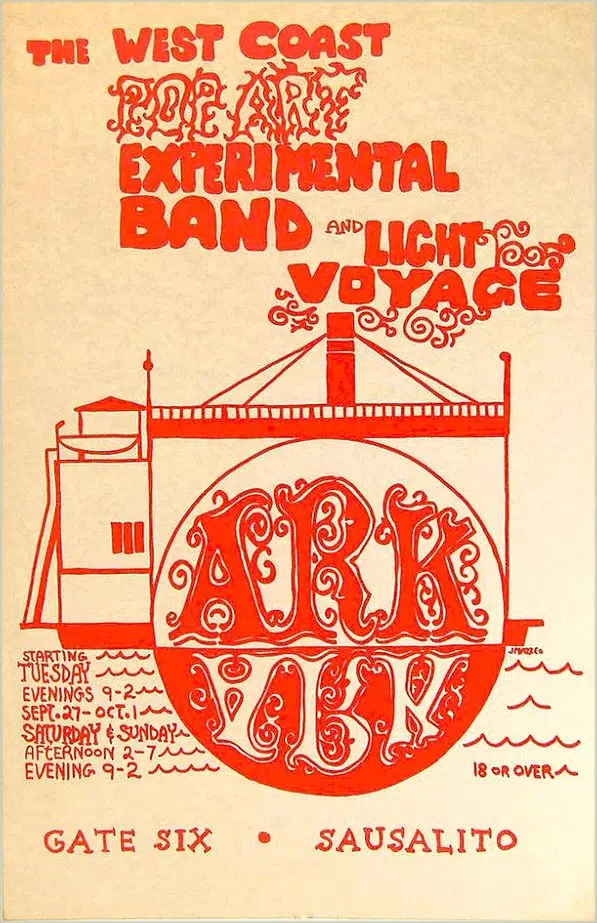 THE WEST COAST
POP ART
EXPERIMENTAL
BAND AND LIGHT
VOYAGE
ARK
ARK
STARTING
TUESDAY
EVENINGS 9-2
SEPT. 27-OCT. 1
SATURDAY & SUNDAY
AFTERNOON 2-7
EVENING 9-2
18 OR OVER
GATE SIX • SAUSALITO